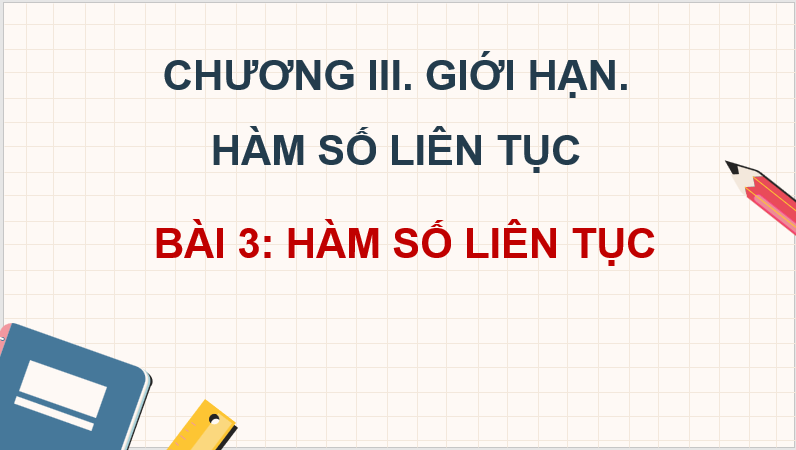 CHƯƠNG III. GIỚI HẠN.
HÀM SỐ LIÊN TỤC
BÀI 3: HÀM SỐ LIÊN TỤC